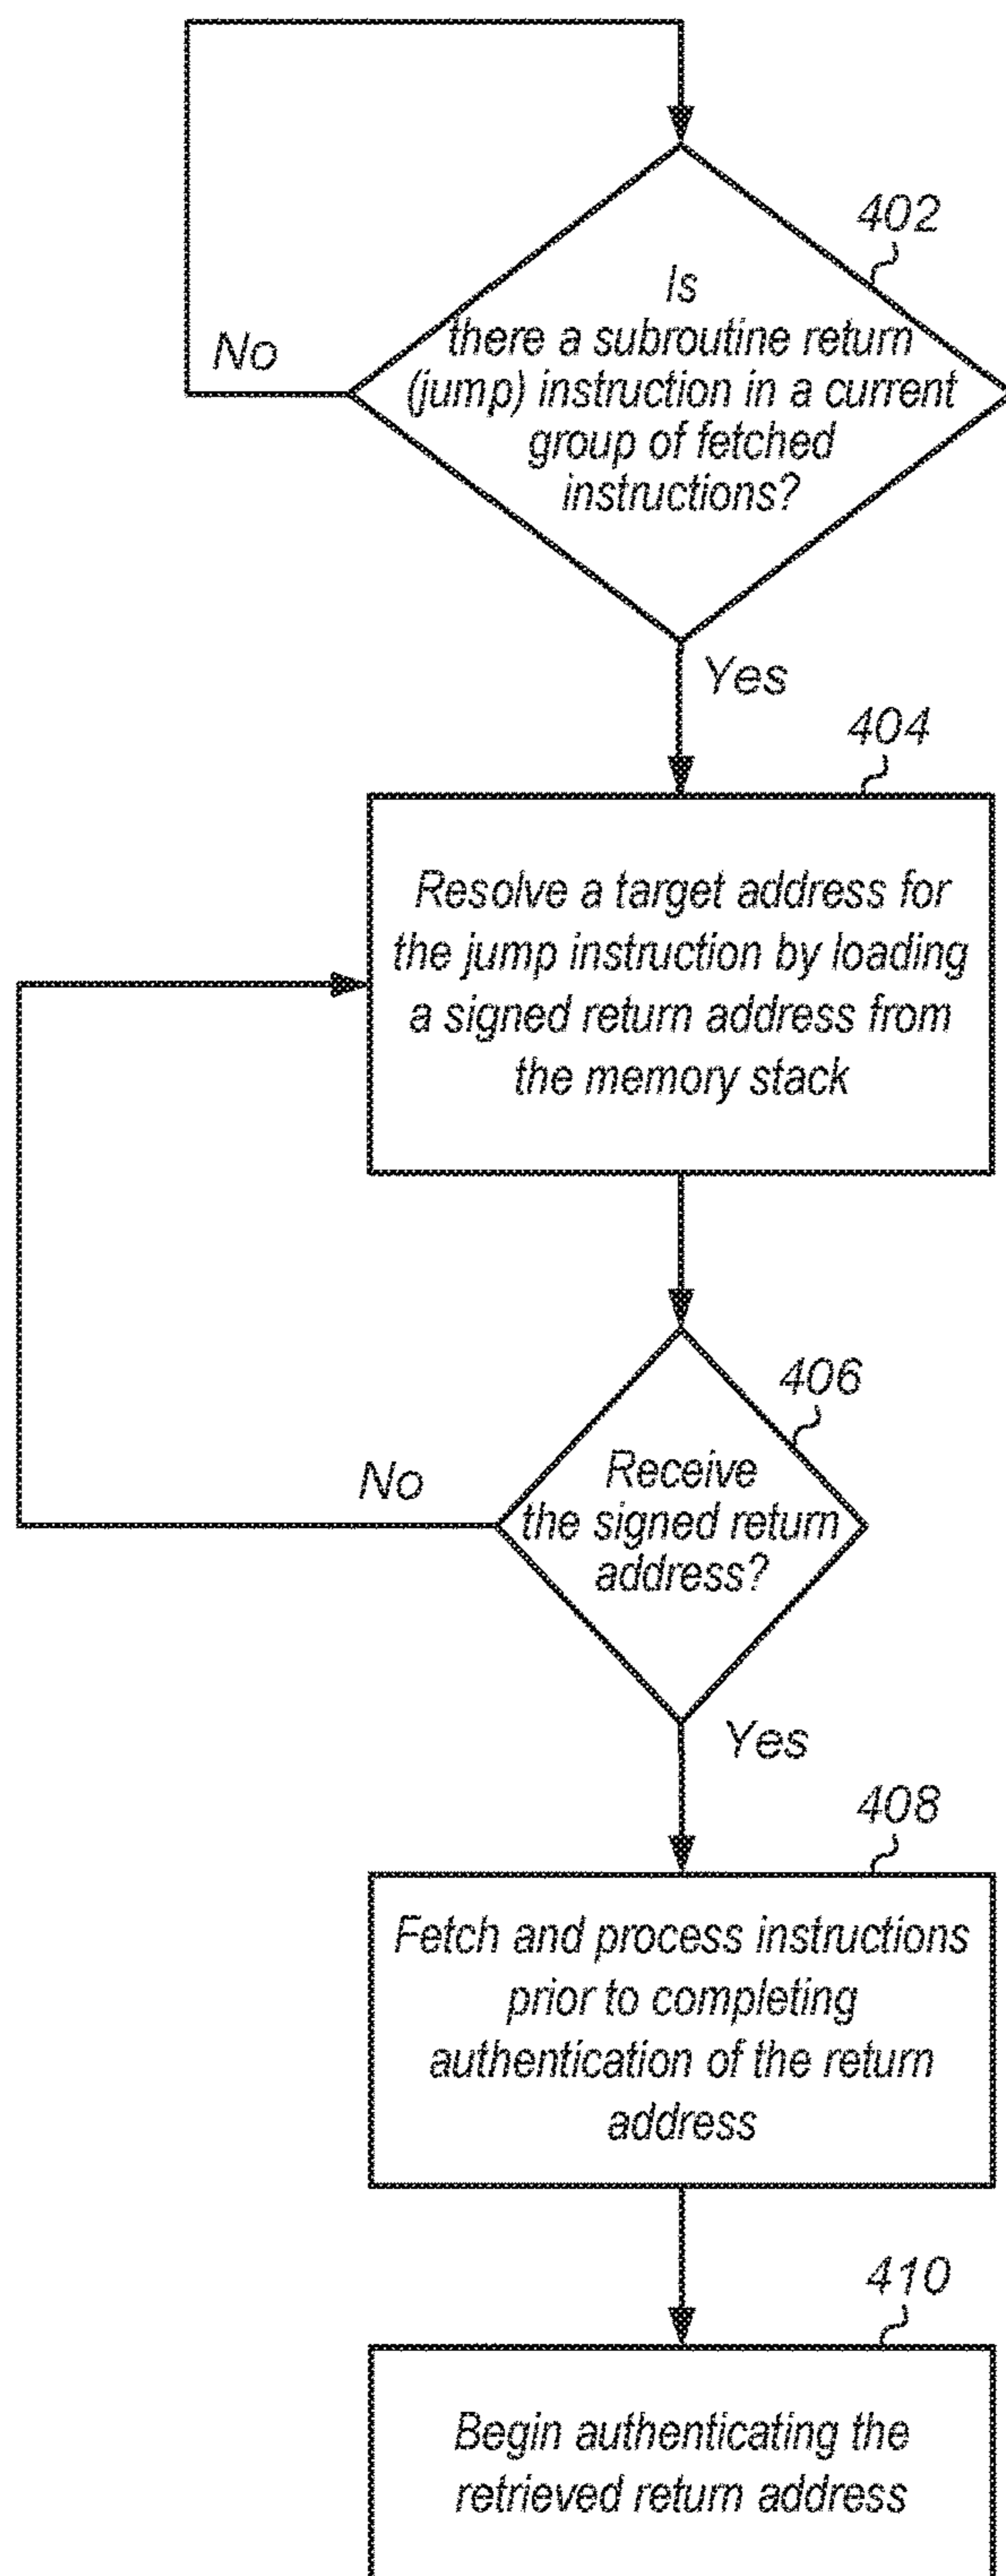 402
Is
there a subroutine return
(jump) instruction in a current
group of fetched
instructions?
No
Yes
404
Resolve a target address for
the jump instruction by loading
a signed return address from
the memory stack
406
Receive
the signed return
address?
No
Yes
408
Fetch and process instructions
prior to completing
authentication of the return
address
410
Begin authenticating the
retrieved return address